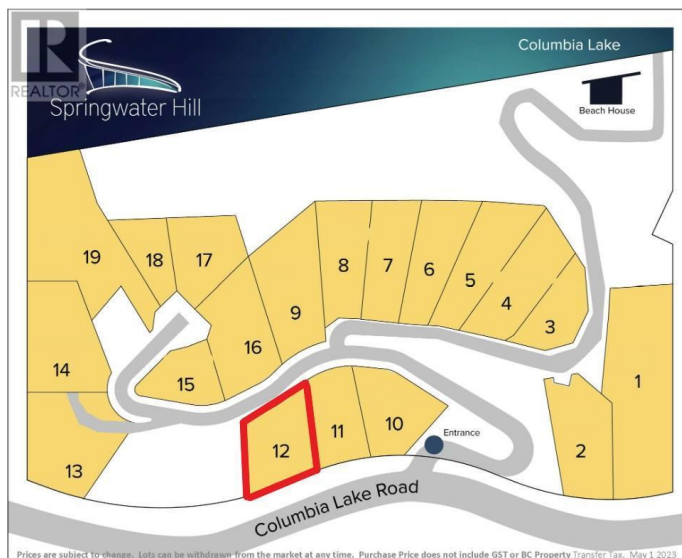 R
REALTOR®
Springwater Hill
Columbia Lake
Beach House
19
18
17
8
7
6
5
4
3
9
16
15
14
13
12
11
10
Entrance
1
2
Columbia Lake Road
Prices are subject to change. Lots can be withdrawn from the market at any time. Purchase Price does not include GST or BC Property Transfer Tax. May 1 2023